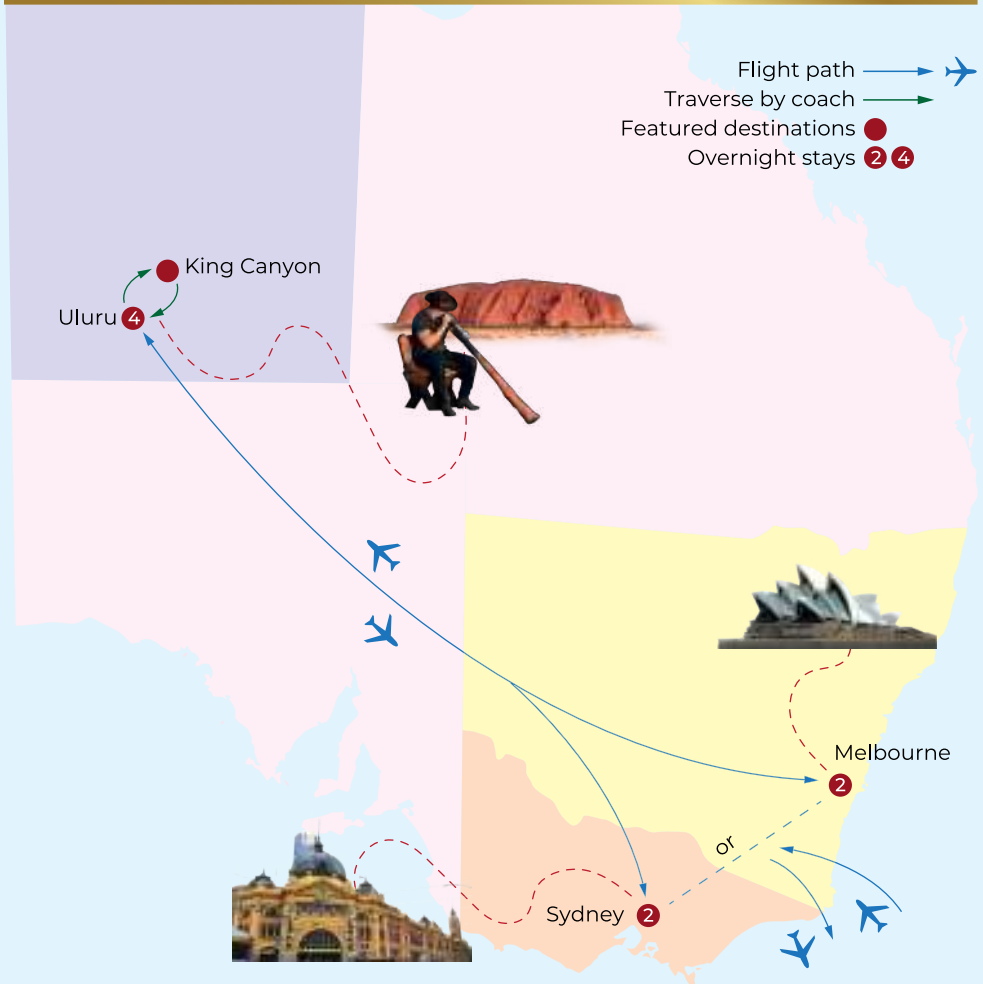 Flight path
Traverse by coach
Featured destinations
Overnight stays 2 4
King Canyon
Uluru 4
Melbourne
2
or
Sydney 2